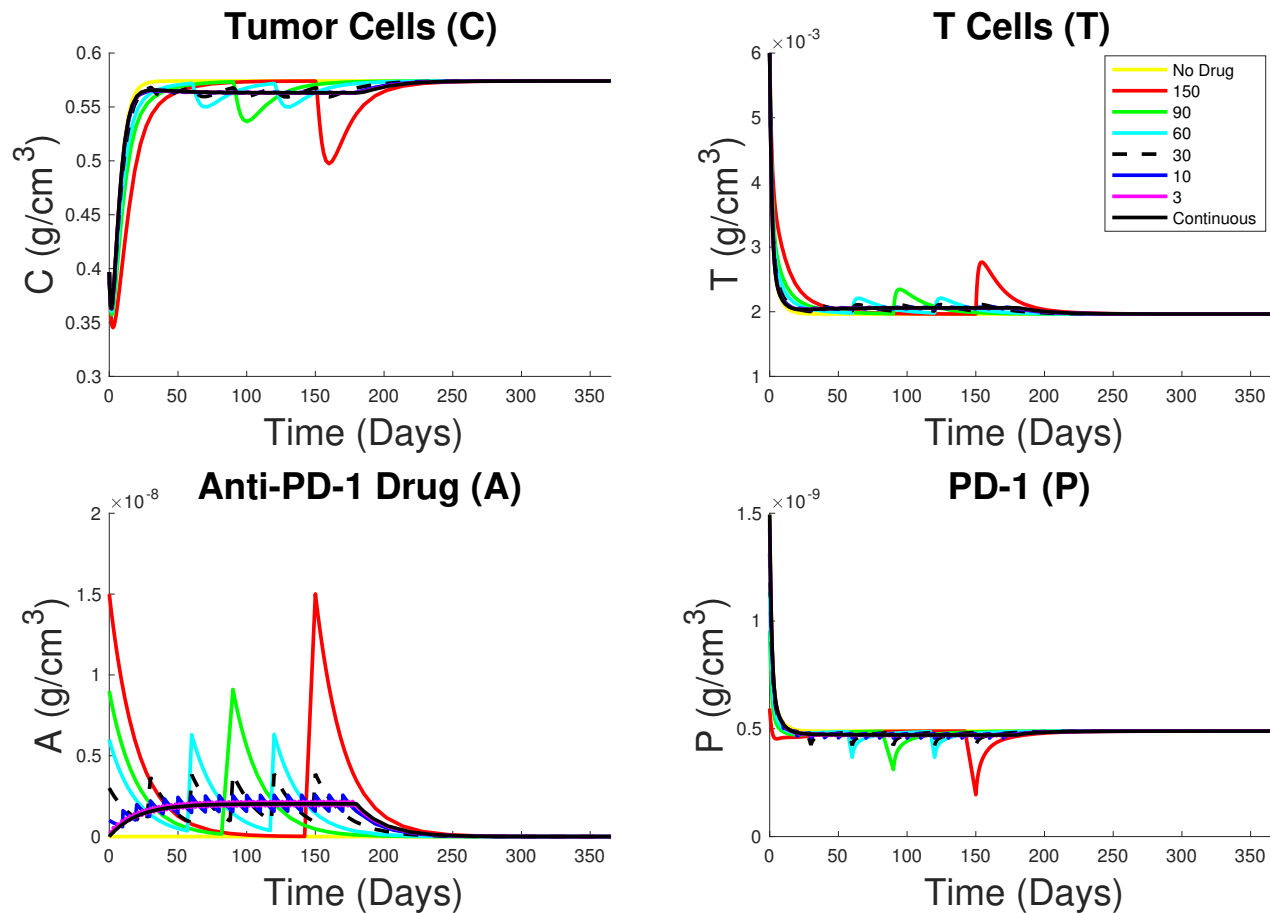 Tumor Cells (C)
C (g/cm³)
0.6
0.55
0.5
0.45
0.4
0.35
0.3
0 50 100 150 200 250 300 350
Time (Days)
T Cells (T)
×10⁻³
T (g/cm³)
6
5
4
3
2
1
0 50 100 150 200 250 300 350
Time (Days)
No Drug
150
90
60
30
10
3
Continuous
Anti-PD-1 Drug (A)
×10⁻⁸
A (g/cm³)
2
1.5
1
0.5
0
0 50 100 150 200 250 300 350
Time (Days)
PD-1 (P)
×10⁻⁹
P (g/cm³)
1.5
1
0.5
0
0 50 100 150 200 250 300 350
Time (Days)